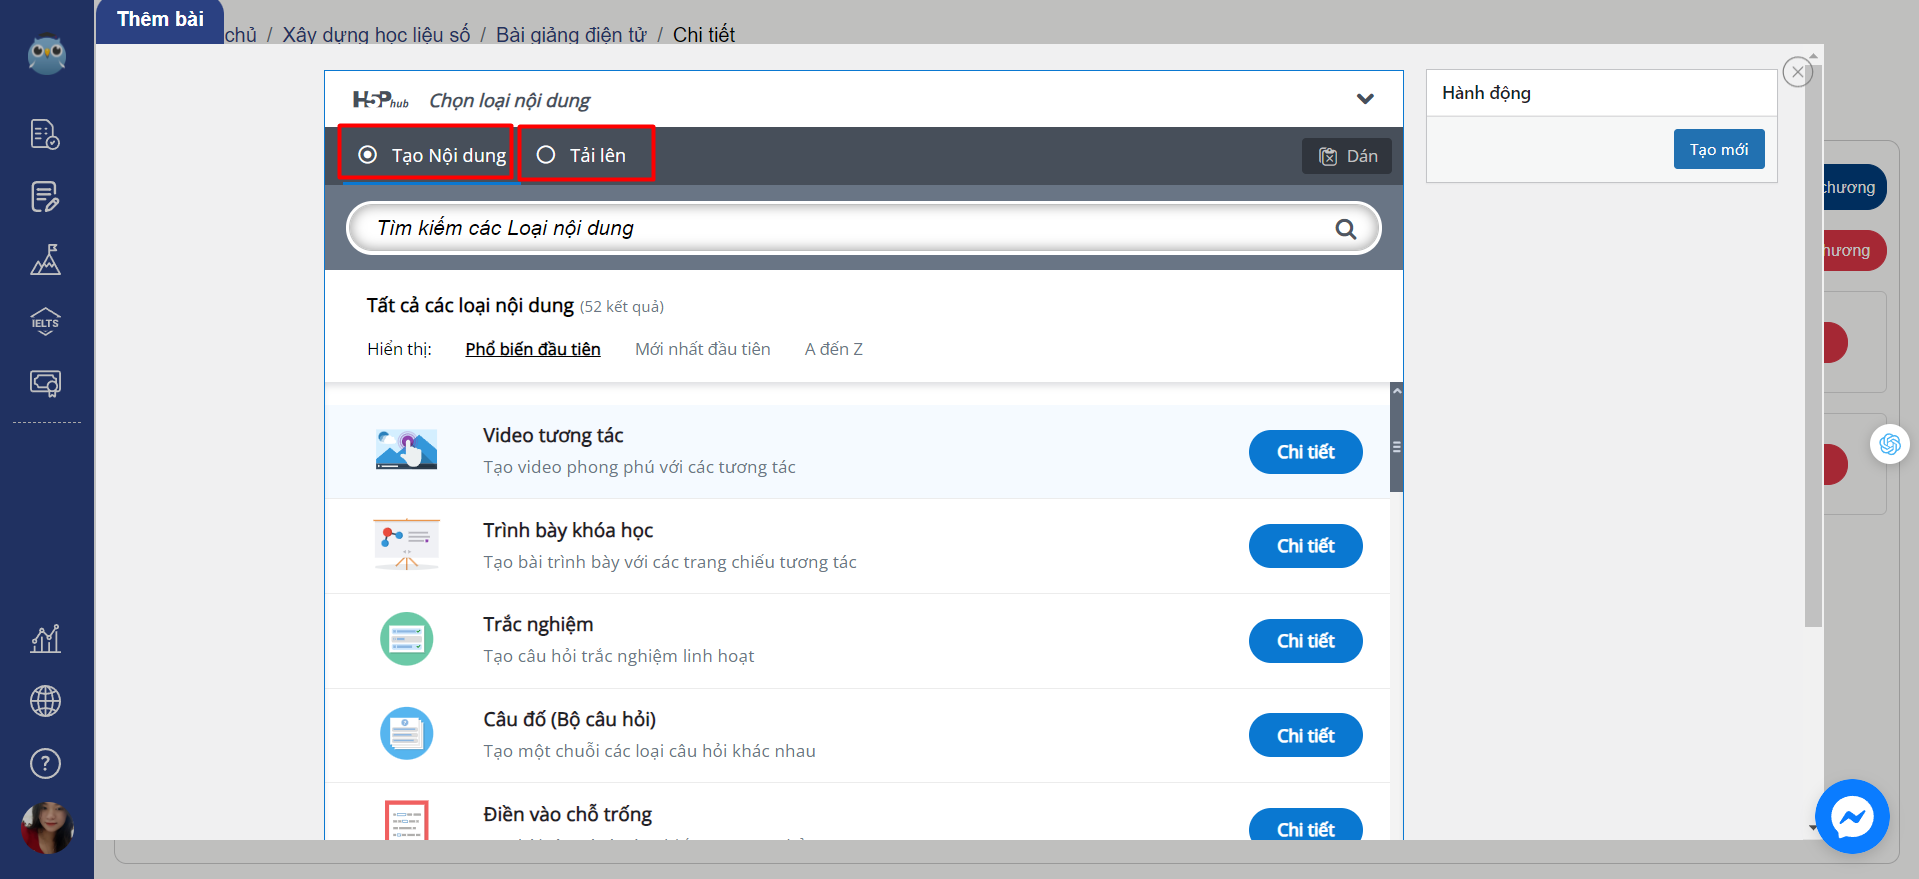 Thêm bài
chủ / Xây dựng học liệu số / Bài giảng điện tử / Chi tiết
H5P hub Chọn loại nội dung
Tạo Nội dung
Tải lên
Dán
Tìm kiếm các Loại nội dung
Tất cả các loại nội dung (52 kết quả)
Hiển thị: Phổ biến đầu tiên Mới nhất đầu tiên A đến Z
Video tương tác
Tạo video phong phú với các tương tác
Chi tiết
Trình bày khóa học
Tạo bài trình bày với các trang chiếu tương tác
Chi tiết
Trắc nghiệm
Tạo câu hỏi trắc nghiệm linh hoạt
Chi tiết
Câu đố (Bộ câu hỏi)
Tạo một chuỗi các loại câu hỏi khác nhau
Chi tiết
Điền vào chỗ trống
Chi tiết
Hành động
Tạo mới
chương
hương
IELTS